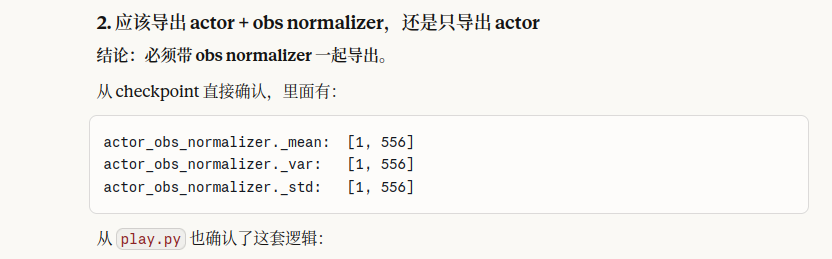 2. 应该导出 actor + obs normalizer，还是只导出 actor
结论：必须带 obs normalizer 一起导出。
从 checkpoint 直接确认，里面有：
actor_obs_normalizer._mean:  [1, 556]
actor_obs_normalizer._var:   [1, 556]
actor_obs_normalizer._std:   [1, 556]
从 play.py 也确认了这套逻辑：